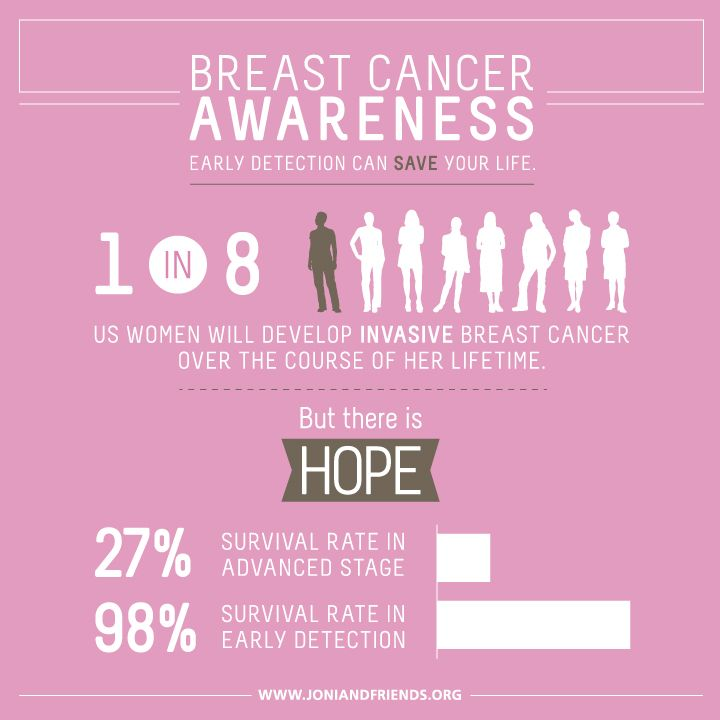 BREAST CANCER
AWARENESS
EARLY DETECTION CAN SAVE YOUR LIFE.
1 IN 8
US WOMEN WILL DEVELOP INVASIVE BREAST CANCER
OVER THE COURSE OF HER LIFETIME.
But there is
HOPE
27% SURVIVAL RATE IN
ADVANCED STAGE
98% SURVIVAL RATE IN
EARLY DETECTION
WWW.JONIANDFRIENDS.ORG